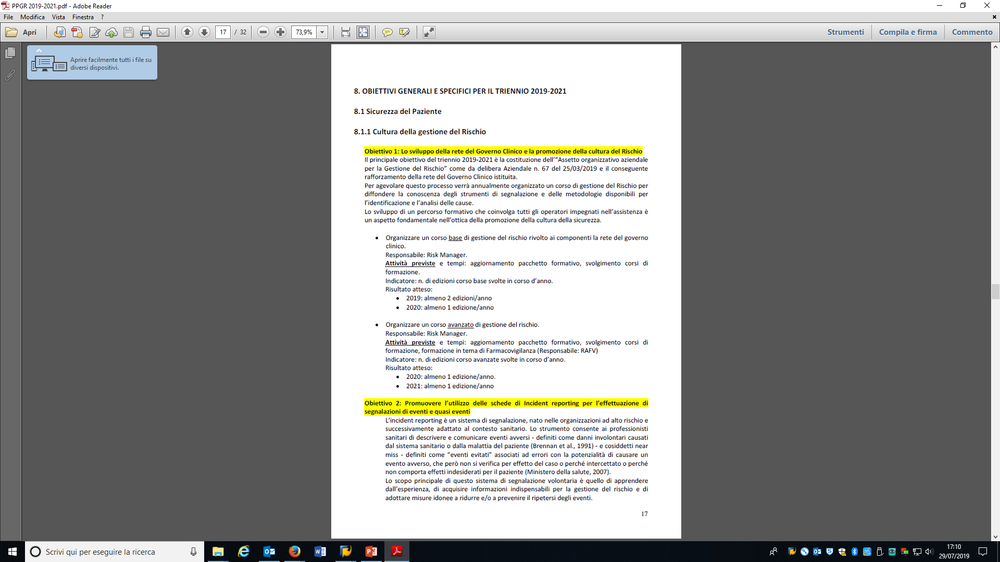 PPGR 2019-2021.pdf - Adobe Reader
File Modifica Vista Finestra ?
Apri 17 / 32 73,9% Strumenti Compila e firma Commento
Aprire facilmente tutti i file su
diversi dispositivi.
8. OBIETTIVI GENERALI E SPECIFICI PER IL TRIENNIO 2019-2021
8.1 Sicurezza del Paziente
8.1.1 Cultura della gestione del Rischio
Obiettivo 1: Lo sviluppo della rete del Governo Clinico e la promozione della cultura del Rischio
Il principale obiettivo del triennio 2019-2021 è la costituzione dell'“Assetto organizzativo aziendale
per la Gestione del Rischio” come da delibera Aziendale n. 67 del 25/03/2019 e il conseguente
rafforzamento della rete del Governo Clinico istituita.
Per agevolare questo processo verrà annualmente organizzato un corso di gestione del Rischio per
diffondere la conoscenza degli strumenti di segnalazione e delle metodologie disponibili per
l'identificazione e l'analisi delle cause.
Lo sviluppo di un percorso formativo che coinvolga tutti gli operatori impegnati nell'assistenza è
un aspetto fondamentale nell'ottica della promozione della cultura della sicurezza.
• Organizzare un corso base di gestione del rischio rivolto ai componenti la rete del governo
clinico.
Responsabile: Risk Manager.
Attività previste e tempi: aggiornamento pacchetto formativo, svolgimento corsi di
formazione.
Indicatore: n. di edizioni corso base svolte in corso d'anno.
Risultato atteso:
• 2019: almeno 2 edizioni/anno
• 2020: almeno 1 edizione/anno
• Organizzare un corso avanzato di gestione del rischio.
Responsabile: Risk Manager.
Attività previste e tempi: aggiornamento pacchetto formativo, svolgimento corsi di
formazione, formazione in tema di Farmacovigilanza (Responsabile: RAFV)
Indicatore: n. di edizioni corso avanzate svolte in corso d'anno.
Risultato atteso:
• 2020: almeno 1 edizione/anno.
• 2021: almeno 1 edizione/anno
Obiettivo 2: Promuovere l'utilizzo delle schede di Incident reporting per l'effettuazione di
segnalazioni di eventi e quasi eventi
L'incident reporting è un sistema di segnalazione, nato nelle organizzazioni ad alto rischio e
successivamente adattato al contesto sanitario. Lo strumento consente ai professionisti
sanitari di descrivere e comunicare eventi avversi - definiti come danni involontari causati
dal sistema sanitario o dalla malattia del paziente (Brennan et al., 1991) - e cosiddetti near
miss - definiti come “eventi evitati” associati ad errori con la potenzialità di causare un
evento avverso, che però non si verifica per effetto del caso o perché intercettato o perché
non comporta effetti indesiderati per il paziente (Ministero della salute, 2007).
Lo scopo principale di questo sistema di segnalazione volontaria è quello di apprendere
dall'esperienza, di acquisire informazioni indispensabili per la gestione del rischio e di
adottare misure idonee a ridurre e/o a prevenire il ripetersi degli eventi.
17
Scrivi qui per eseguire la ricerca
17:10
29/07/2019